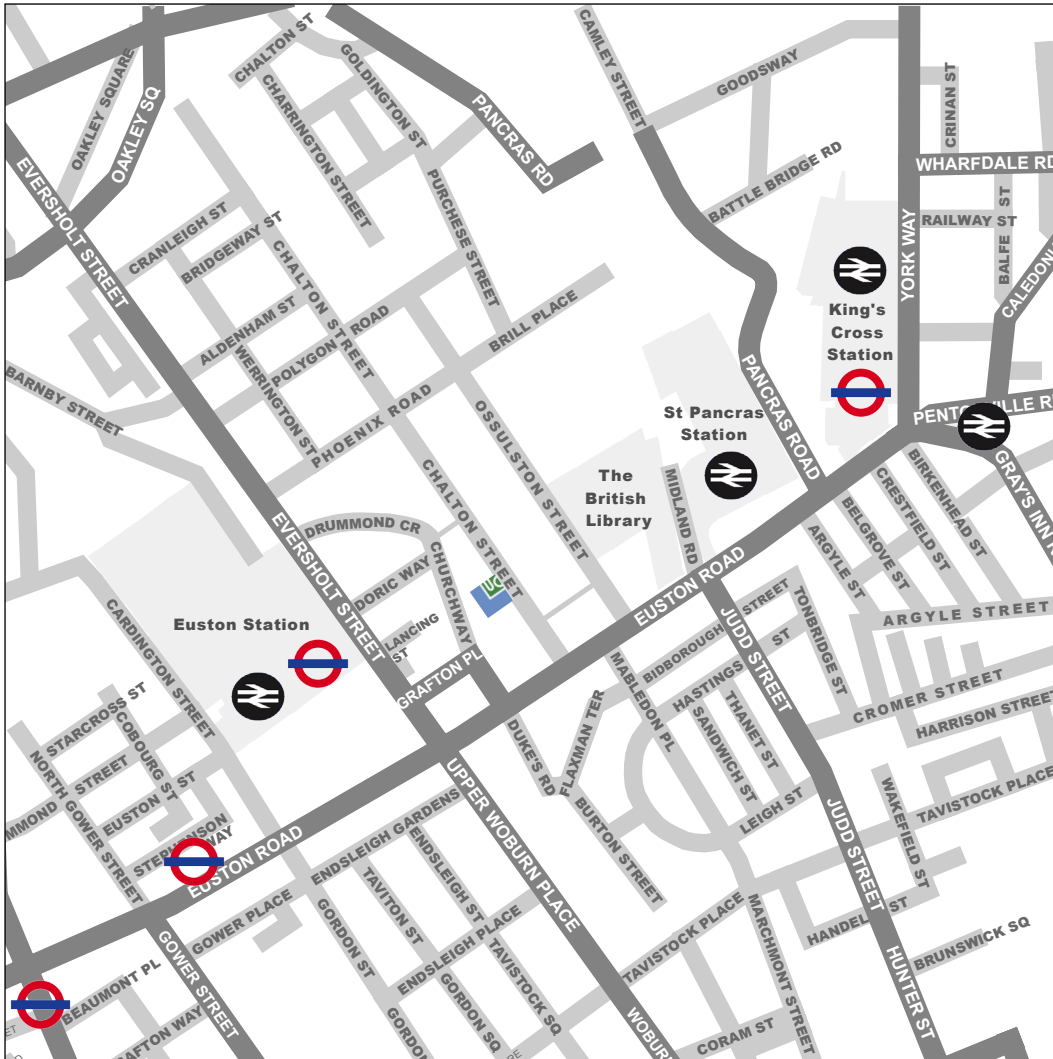 CHALTON ST
GOLDINGTON ST
CAMLEY STREET
GOODSWAY
OAKLEY SQUARE
OAKLEY SQ
CHARRINGTON STREET
PANCRAS RD
CRINAN ST
WHARFDALE RD
EVERSHOLT STREET
CRANLEIGH ST
BRIDGEWAY ST
PURCHESE STREET
BATTLE BRIDGE RD
YORK WAY
RAILWAY ST
BALFE ST
CHALTON STREET
ALDENHAM ST
POLYGON ROAD
BRILL PLACE
King's
Cross
Station
WERRINGTON ST
BARNBY STREET
PHOENIX ROAD
OSSULSTON STREET
St Pancras
Station
PANCRAS ROAD
CHALTON STREET
The
British
Library
MIDLAND RD
BIRKENHEAD ST
CRESTFIELD ST
BELGROVE ST
ARGYLE ST
EVERSHOLT STREET
DRUMMOND CR
DORIC WAY
CHURCHWAY
LANCING
ST
GRAFTON PL
EUSTON ROAD
ARGYLE STREET
CARDINGTON STREET
Euston Station
BIDBOROUGH STREET
TONBRIDGE ST
JUDD STREET
HASTINGS ST
MABLEDON PL
SANDWICH ST
THANET ST
CROMER STREET
HARRISON STREET
STARCROSS ST
COBOURG ST
NORTH GOWER STREET
EUSTON ST
DUKE'S RD
FLAXMAN TER
BURTON STREET
LEIGH ST
JUDD STREET
WAKEFIELD ST
TAVISTOCK PLACE
EUSTON ROAD
UPPER WOBURN PLACE
ENDSLEIGH GARDENS
ENDSLEIGH ST
TAVITON ST
GORDON ST
GOWER PLACE
GOWER STREET
BEAUMONT PL
ENDSLEIGH PLACE
TAVISTOCK SQ
GORDON SQ
TAVISTOCK PLACE
MARCHMONT STREET
HUNTER ST
BRUNSWICK SQ
CORAM ST